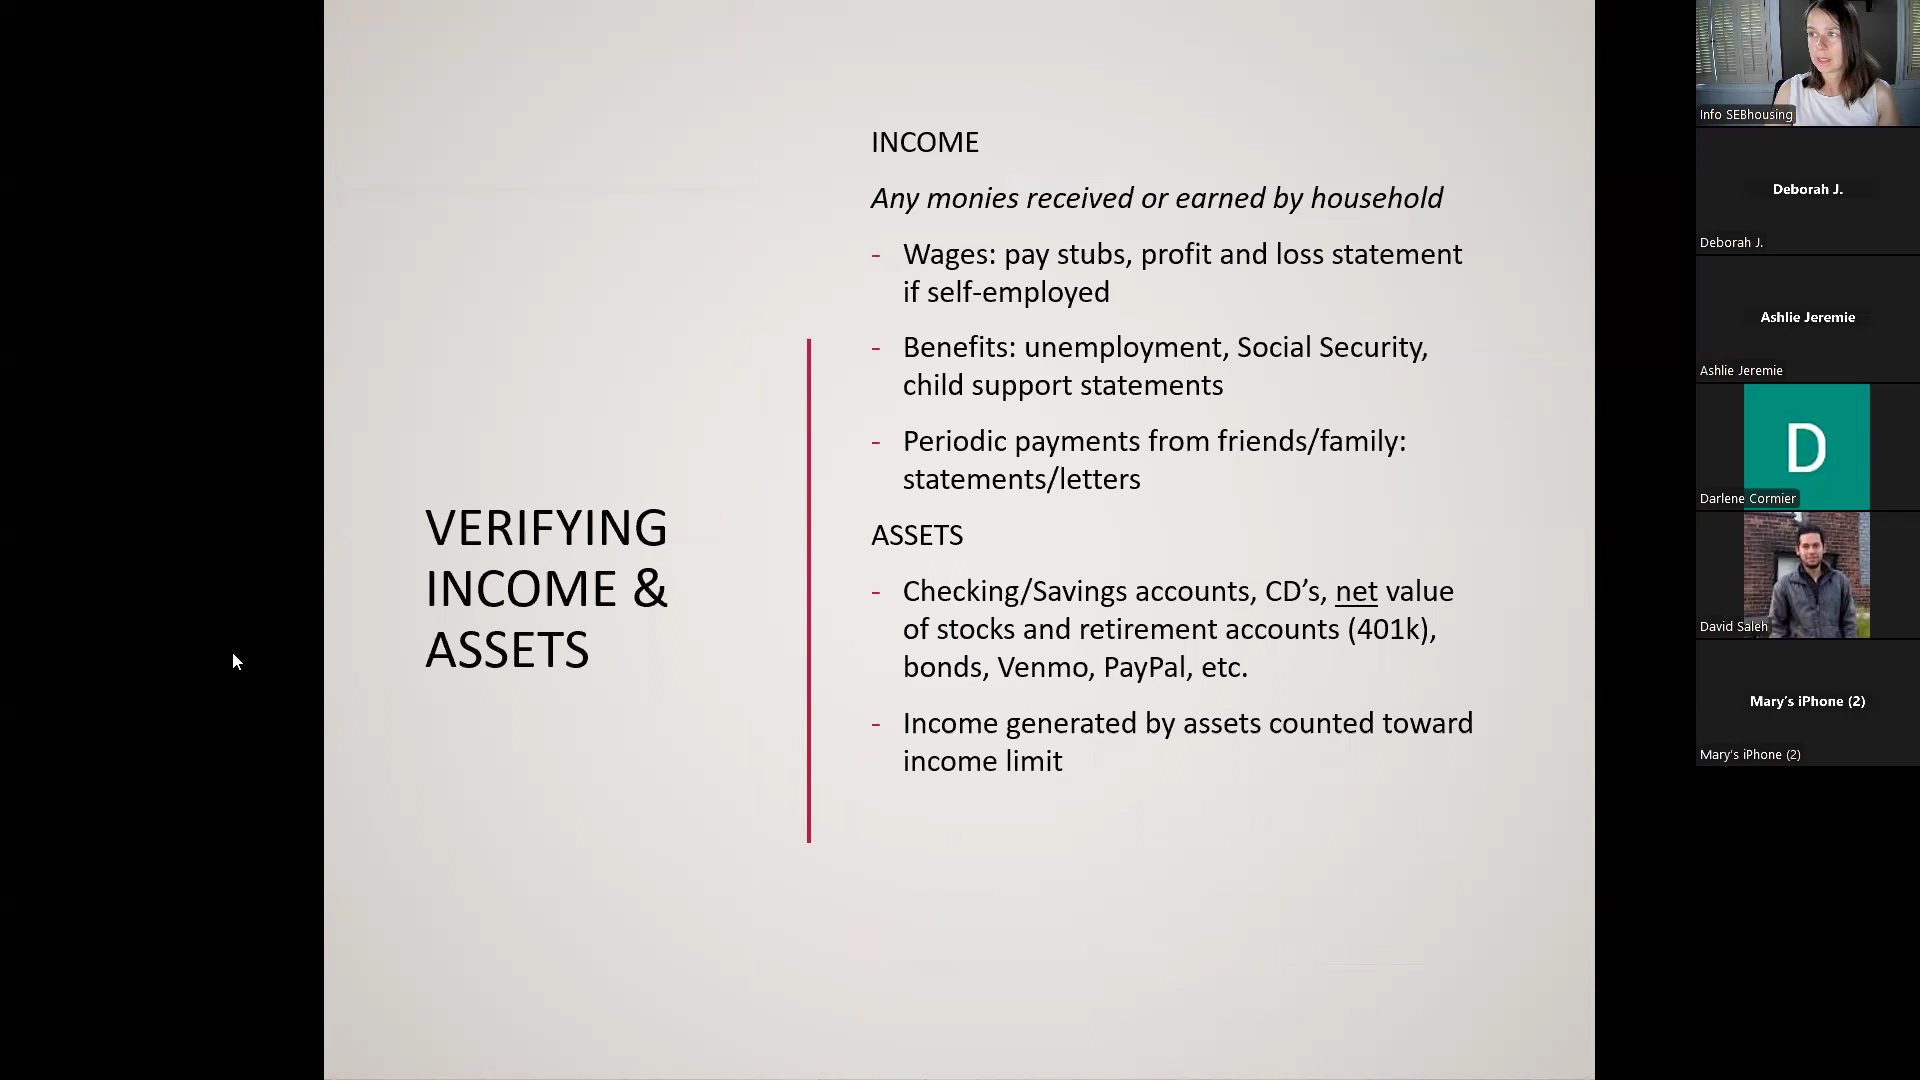 VERIFYING
INCOME &
ASSETS
INCOME
Any monies received or earned by household
- Wages: pay stubs, profit and loss statement
if self-employed
- Benefits: unemployment, Social Security,
child support statements
- Periodic payments from friends/family:
statements/letters
ASSETS
- Checking/Savings accounts, CD’s, net value
of stocks and retirement accounts (401k),
bonds, Venmo, PayPal, etc.
- Income generated by assets counted toward
income limit
Info SEBhousing
Deborah J.
Deborah J.
Ashlie Jeremie
Ashlie Jeremie
D
Darlene Cormier
David Saleh
Mary’s iPhone (2)
Mary's iPhone (2)